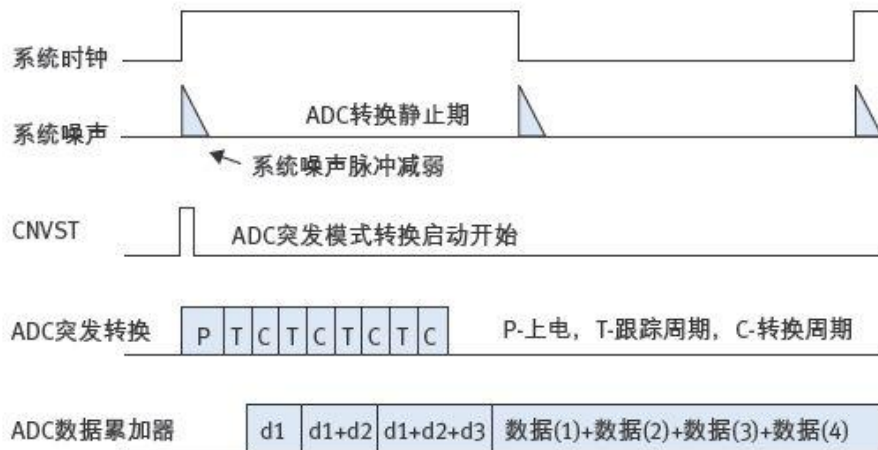 系统时钟
系统噪声
ADC转换静止期
系统噪声脉冲减弱
CNVST
ADC突发模式转换启动开始
ADC突发转换
P T C T C T C T C
P-上电，T-跟踪周期，C-转换周期
ADC数据累加器
d1 d1+d2 d1+d2+d3 数据(1)+数据(2)+数据(3)+数据(4)